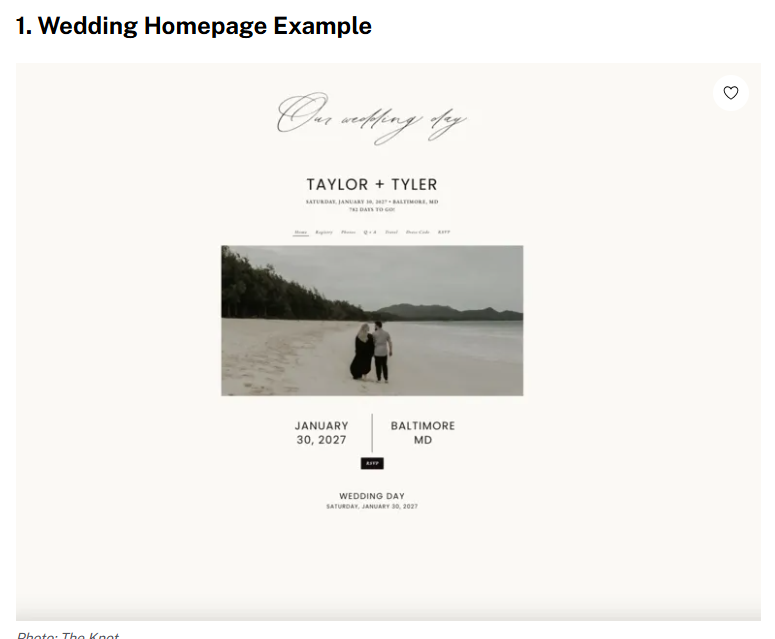 1. Wedding Homepage Example
Our wedding day
TAYLOR + TYLER
SATURDAY, JANUARY 30, 2027 • BALTIMORE, MD
702 DAYS TO GO!
Home Registry Photos Q + A Travel Dress Code RSVP
JANUARY
30, 2027
BALTIMORE
MD
RSVP
WEDDING DAY
SATURDAY, JANUARY 30, 2027
Photo: The Knot